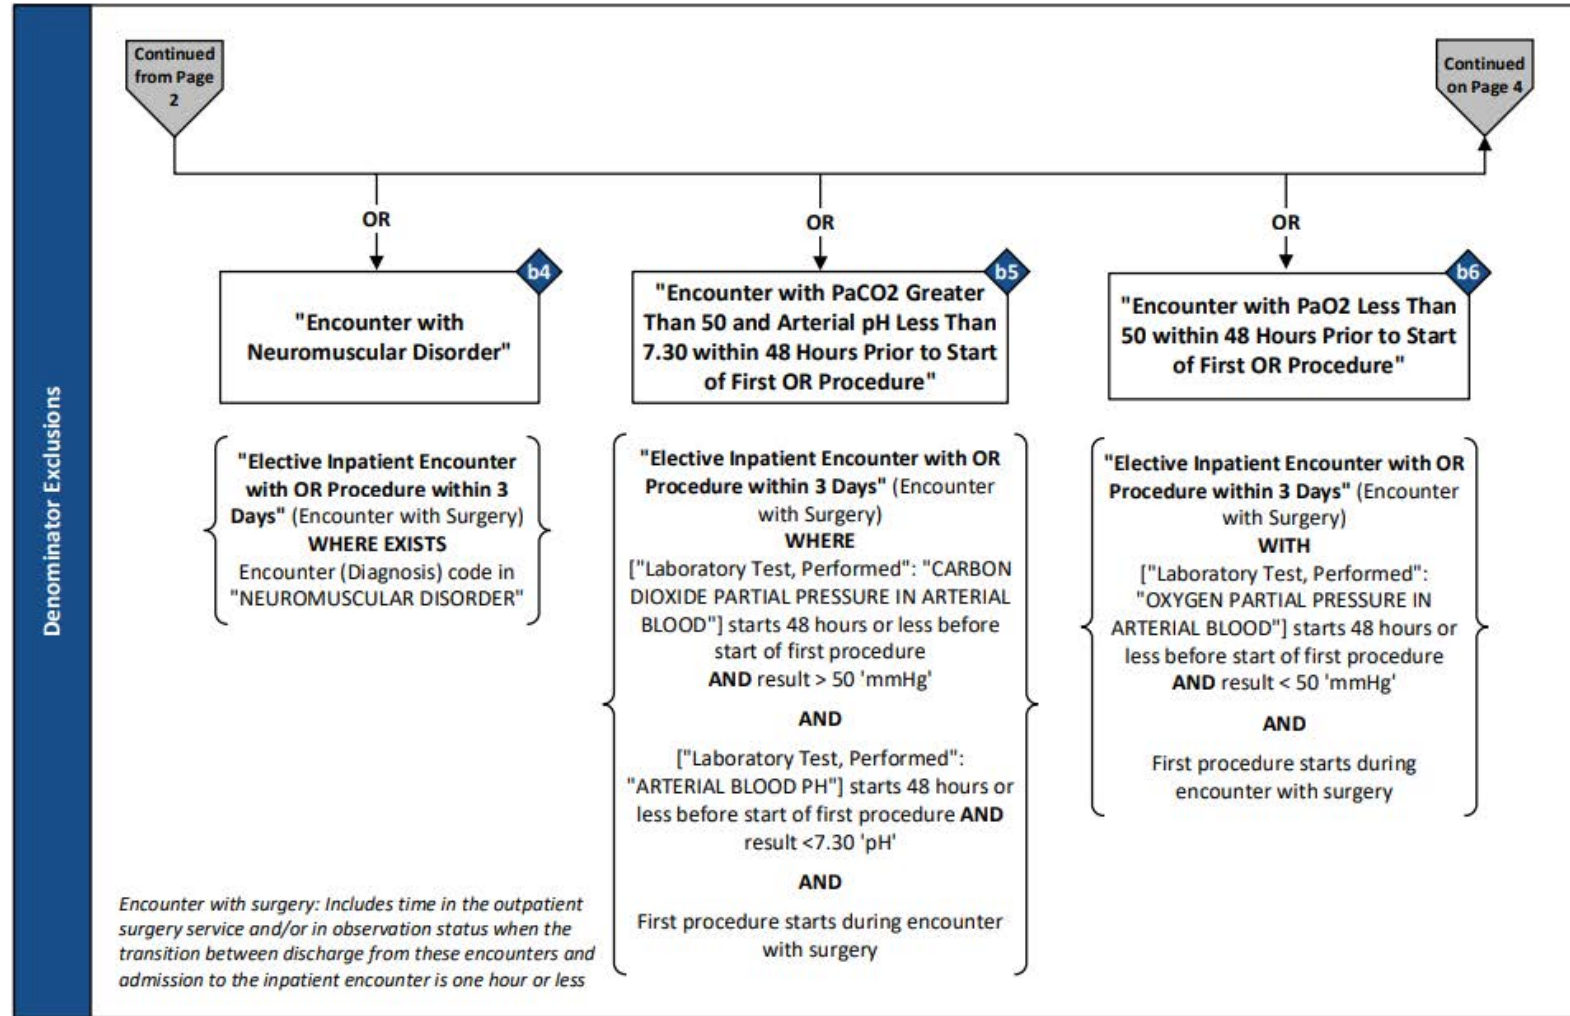 Denominator Exclusions
Continued
from Page
2
Continued
on Page 4
OR
OR
OR
b4
"Encounter with
Neuromuscular Disorder"
"Elective Inpatient Encounter
with OR Procedure within 3
Days" (Encounter with Surgery)
WHERE EXISTS
Encounter (Diagnosis) code in
"NEUROMUSCULAR DISORDER"
b5
"Encounter with PaCO2 Greater
Than 50 and Arterial pH Less Than
7.30 within 48 Hours Prior to Start
of First OR Procedure"
"Elective Inpatient Encounter with OR
Procedure within 3 Days" (Encounter
with Surgery)
WHERE
["Laboratory Test, Performed": "CARBON
DIOXIDE PARTIAL PRESSURE IN ARTERIAL
BLOOD"] starts 48 hours or less before
start of first procedure
AND result > 50 'mmHg'
AND
["Laboratory Test, Performed":
"ARTERIAL BLOOD PH"] starts 48 hours or
less before start of first procedure AND
result <7.30 'pH'
AND
First procedure starts during encounter
with surgery
b6
"Encounter with PaO2 Less Than
50 within 48 Hours Prior to Start
of First OR Procedure"
"Elective Inpatient Encounter with OR
Procedure within 3 Days" (Encounter
with Surgery)
WITH
["Laboratory Test, Performed":
"OXYGEN PARTIAL PRESSURE IN
ARTERIAL BLOOD"] starts 48 hours or
less before start of first procedure
AND result < 50 'mmHg'
AND
First procedure starts during
encounter with surgery
Encounter with surgery: Includes time in the outpatient
surgery service and/or in observation status when the
transition between discharge from these encounters and
admission to the inpatient encounter is one hour or less